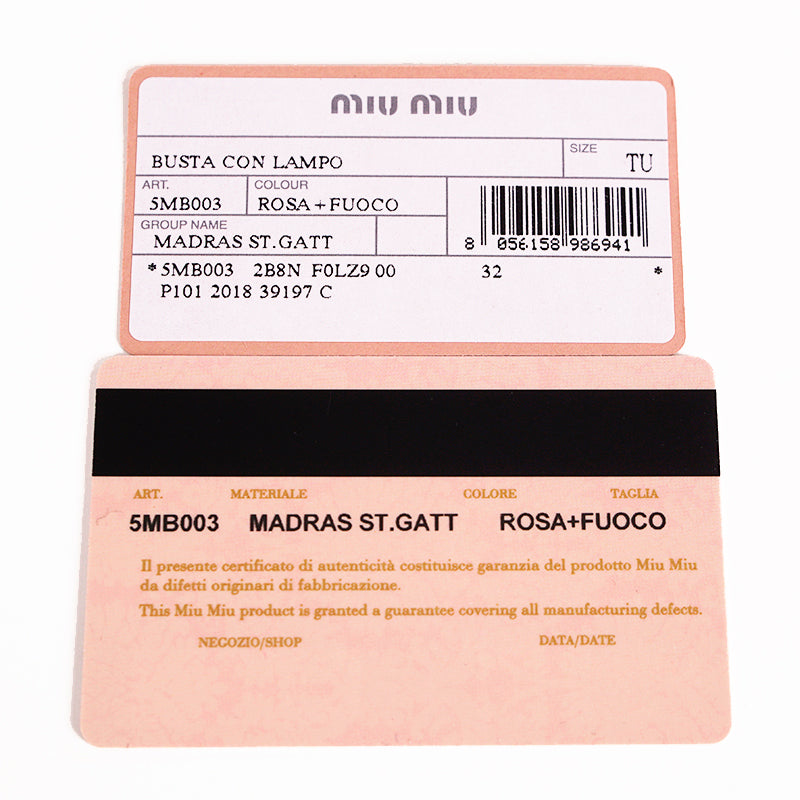 miu miu
BUSTA CON LAMPO
SIZE
TU
ART.
5MB003
COLOUR
ROSA+FUOCO
GROUP NAME
MADRAS ST.GATT
8 056158 986941
*5MB003 2B8N F0LZ9 00 32 *
P101 2018 39197 C
ART. MATERIALE COLORE TAGLIA
5MB003 MADRAS ST.GATT ROSA+FUOCO
Il presente certificato di autenticità costituisce garanzia del prodotto Miu Miu
da difetti originari di fabbricazione.
This Miu Miu product is granted a guarantee covering all manufacturing defects.
NEGOZIO/SHOP DATA/DATE